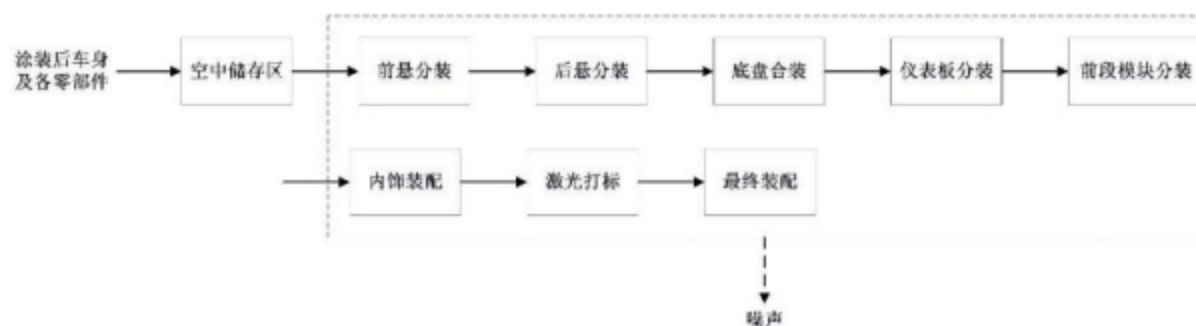 涂装后车身
及各零部件
空中储存区
前悬分装
后悬分装
底盘合装
仪表板分装
前段模块分装
内饰装配
激光打标
最终装配
噪声